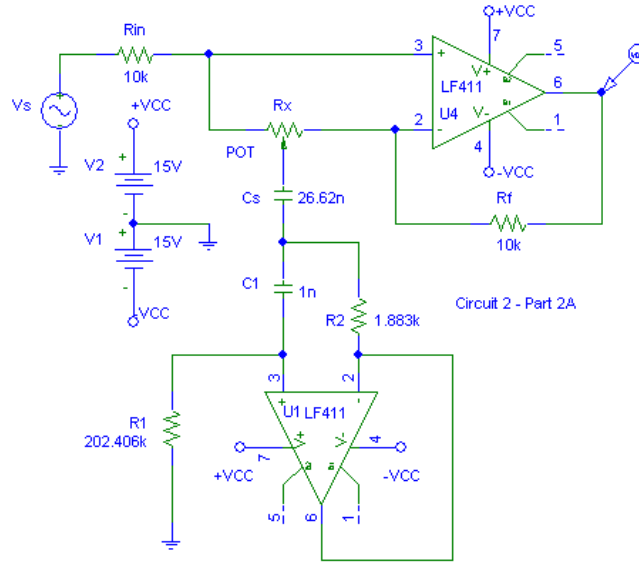 +VCC
Rin
7
5
3
+
V+
10k
LF411
6
Vs
+
Rx
U4
+VCC
2
-
V-
1
4
POT
-VCC
V2
+
15V
Cs
26.62n
Rf
-
V1
+
15V
10k
C1
1n
-
R2
1.883k
Circuit 2 - Part 2A
-VCC
3
2
R1
+
-
U1
LF411
202.406k
V+
V-
7
4
+VCC
-VCC
5
6
1